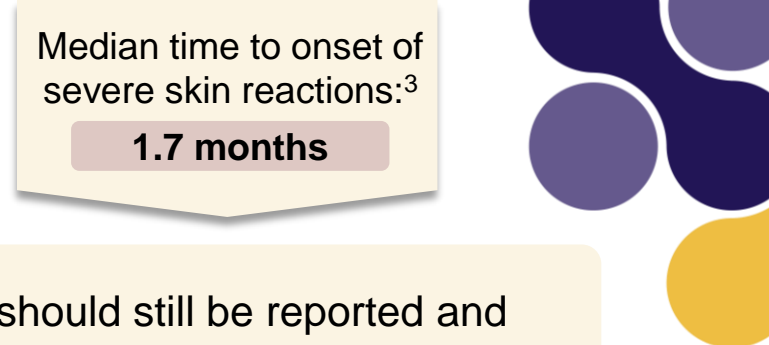 Median time to onset of
severe skin reactions:³
1.7 months
should still be reported and